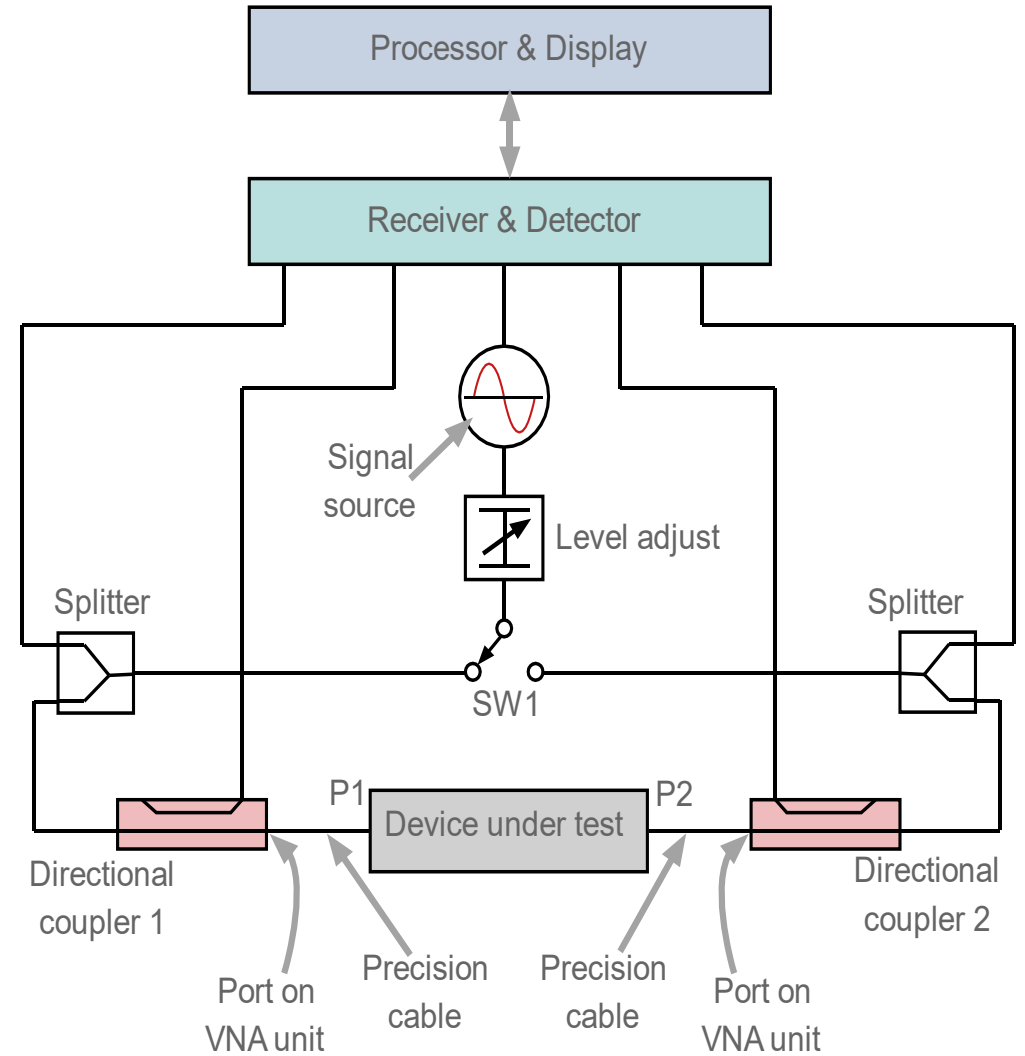 Processor & Display
Receiver & Detector
Signal
source
Level adjust
Splitter
Splitter
SW1
P1
P2
Device under test
Directional
coupler 1
Directional
coupler 2
Precision
cable
Precision
cable
Port on
VNA unit
Port on
VNA unit